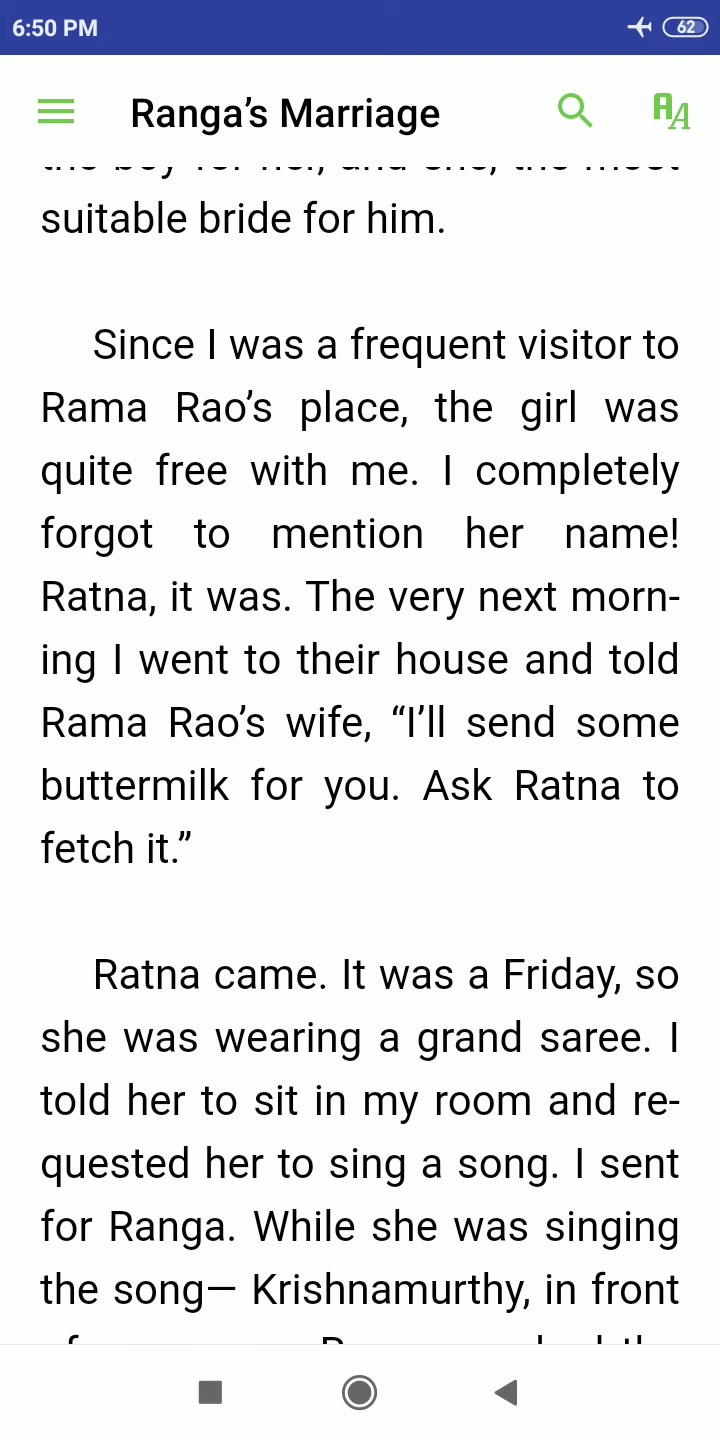 6:50 PM
62
Ranga's Marriage
suitable bride for him.
Since I was a frequent visitor to
Rama Rao's place, the girl was
quite free with me. I completely
forgot to mention her name!
Ratna, it was. The very next morn-
ing I went to their house and told
Rama Rao's wife, “I'll send some
buttermilk for you. Ask Ratna to
fetch it.”
Ratna came. It was a Friday, so
she was wearing a grand saree. I
told her to sit in my room and re-
quested her to sing a song. I sent
for Ranga. While she was singing
the song— Krishnamurthy, in front